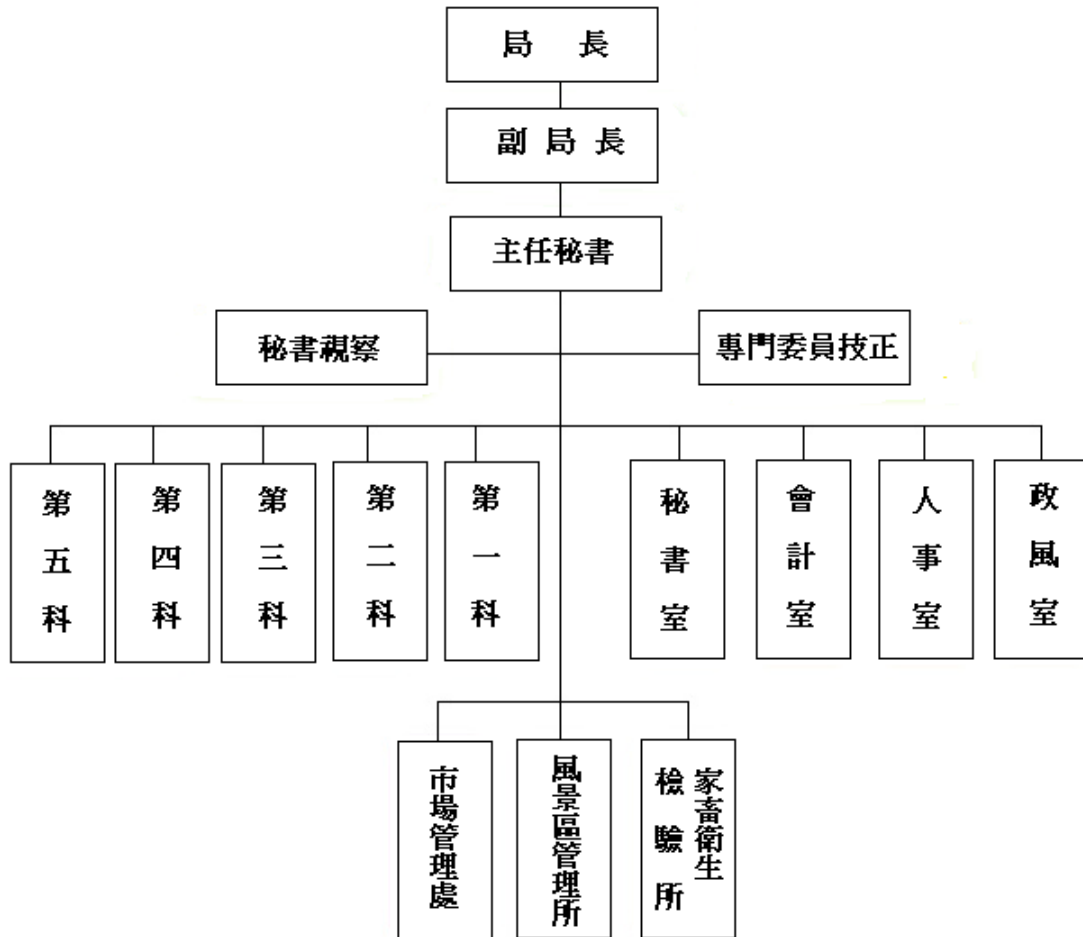 局 長
副局長
主任秘書
秘書視察
專門委員技正
第五科
第四科
第三科
第二科
第一科
秘書室
會計室
人事室
政風室
市場管理處
風景區管理所
家畜衛生
檢驗所